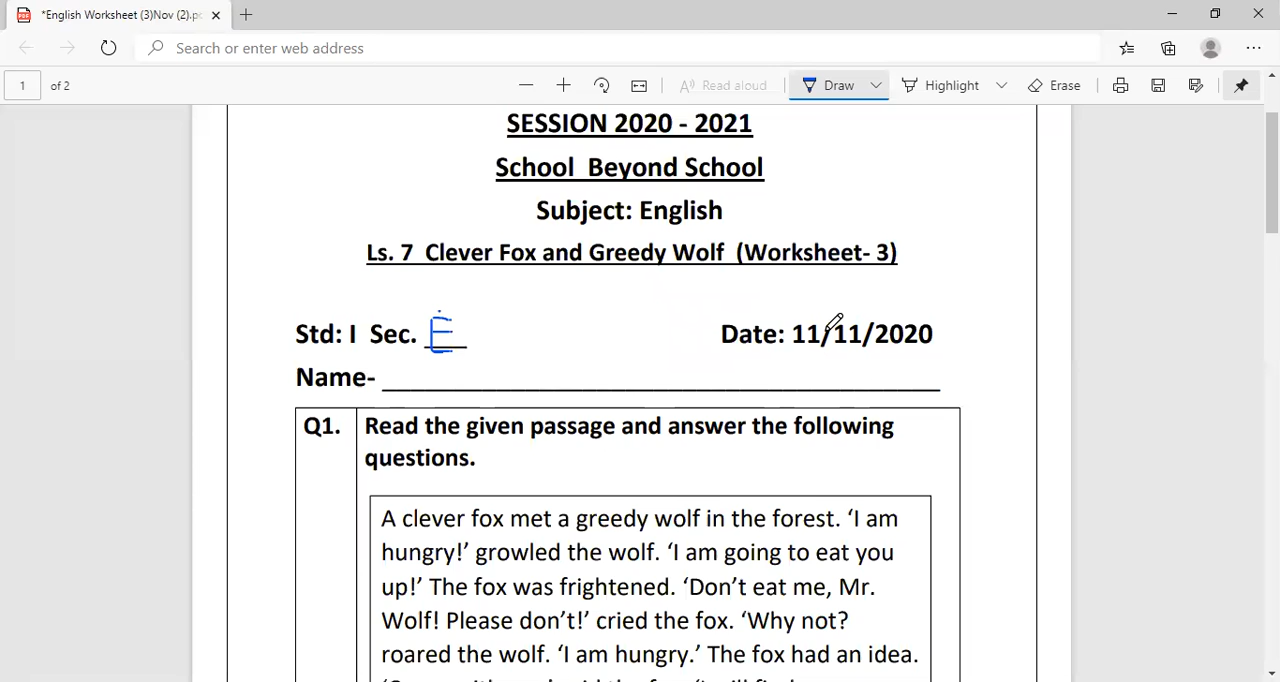 *English Worksheet (3)Nov (2).p
Search or enter web address
1 of 2 Read aloud Draw Highlight Erase
SESSION 2020 - 2021
School Beyond School
Subject: English
Ls. 7 Clever Fox and Greedy Wolf (Worksheet- 3)
Std: I Sec. E Date: 11/11/2020
Name- ________________________________________
Q1. Read the given passage and answer the following
questions.
A clever fox met a greedy wolf in the forest. ‘I am
hungry!’ growled the wolf. ‘I am going to eat you
up!’ The fox was frightened. ‘Don’t eat me, Mr.
Wolf! Please don’t!’ cried the fox. ‘Why not?
roared the wolf. ‘I am hungry.’ The fox had an idea.